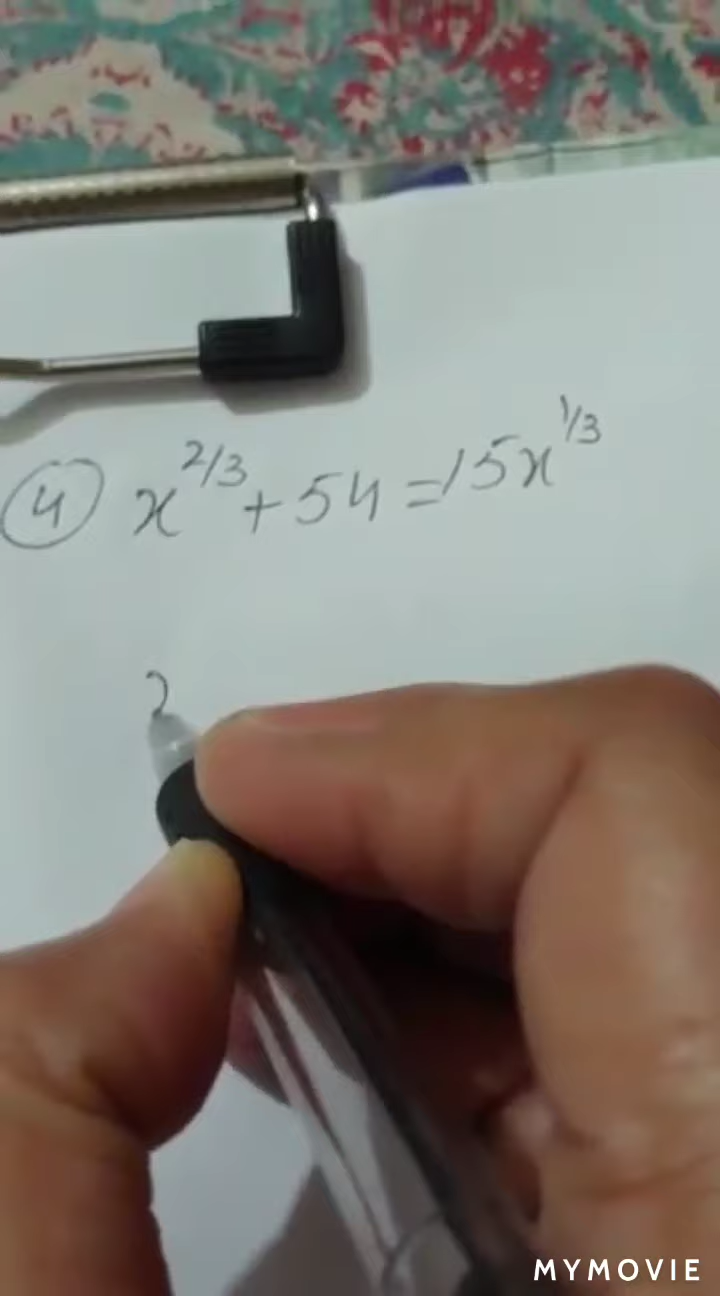 ④ x^{2/3} + 54 = 15x^{1/3}
MYMOVIE